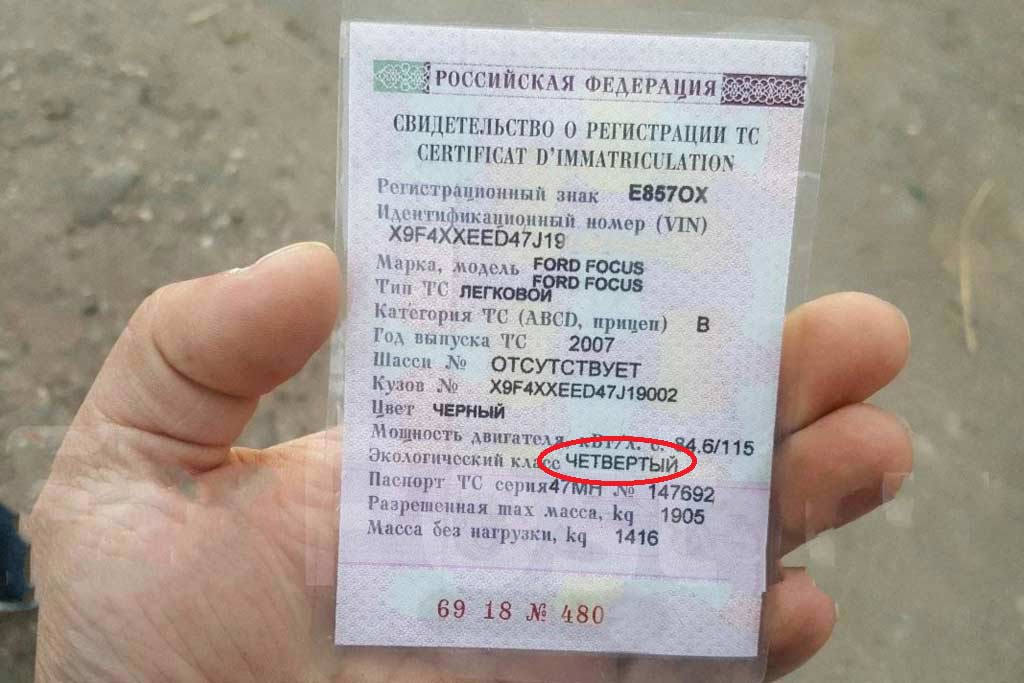 РОССИЙСКАЯ ФЕДЕРАЦИЯ
СВИДЕТЕЛЬСТВО О РЕГИСТРАЦИИ ТС
CERTIFICAT D'IMMATRICULATION
Регистрационный знак Е857ОХ
Идентификационный номер (VIN)
X9F4XXEED47J19
Марка, модель FORD FOCUS
FORD FOCUS
Тип ТС ЛЕГКОВОЙ
Категория ТС (ABCD, прицеп) B
Год выпуска ТС 2007
Шасси № ОТСУТСТВУЕТ
Кузов № X9F4XXEED47J19002
Цвет ЧЕРНЫЙ
Мощность двигателя, кВт/л. с. 84.6/115
Экологический класс ЧЕТВЕРТЫЙ
Паспорт ТС серия 47МН № 147692
Разрешенная max масса, kg 1905
Масса без нагрузки, kg 1416
69 18 № 480